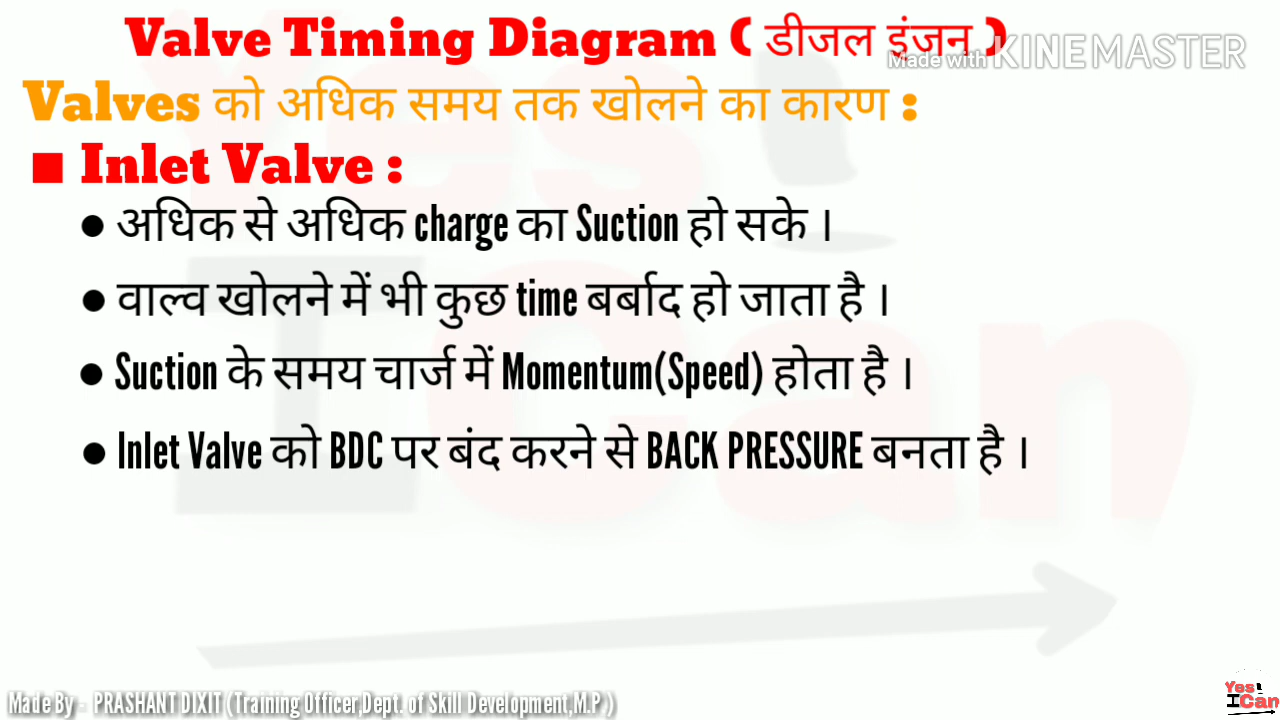 Valve Timing Diagram ( डीजल इंजन )
Made with KINEMASTER
Valves को अधिक समय तक खोलने का कारण :
■ Inlet Valve :
● अधिक से अधिक charge का Suction हो सके ।
● वाल्व खोलने में भी कुछ time बर्बाद हो जाता है ।
● Suction के समय चार्ज में Momentum(Speed) होता है ।
● Inlet Valve को BDC पर बंद करने से BACK PRESSURE बनता है ।
Yes I Can
Made By - PRASHANT DIXIT (Training Officer,Dept. of Skill Development,M.P )
Yes!
I Can